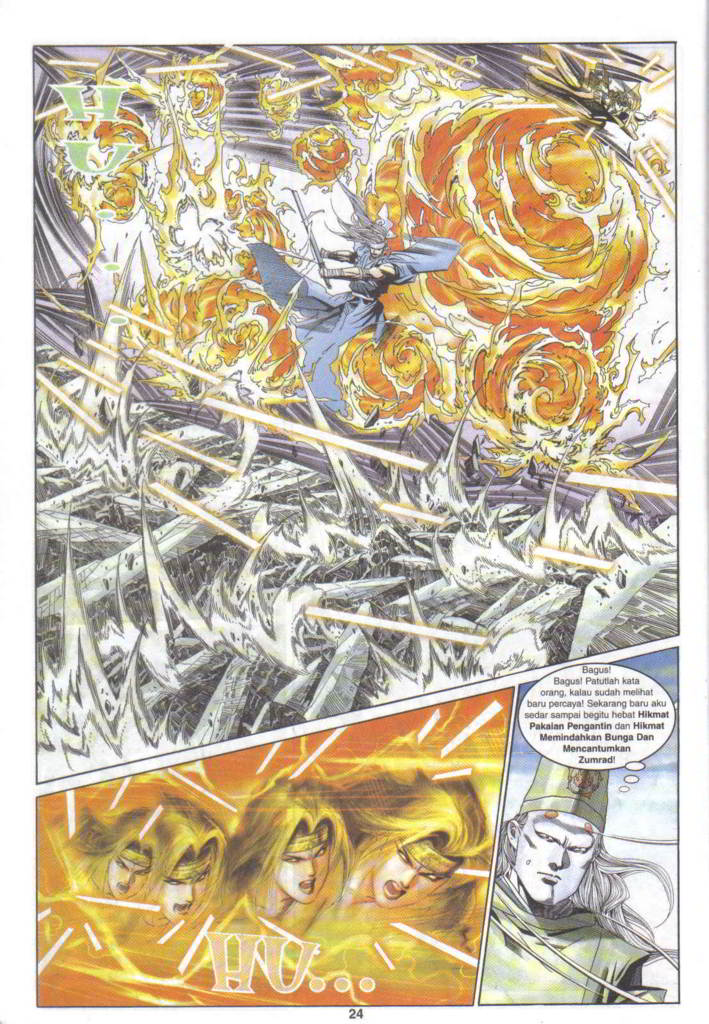 HU...
Bagus!
Bagus! Patutlah kata
orang, kalau sudah melihat
baru percaya! Sekarang baru aku
sedar sampai begitu hebat Hikmat
Pakaian Pengantin dan Hikmat
Memindahkan Bunga Dan
Mencantumkan
Zumrad!
HU...
24